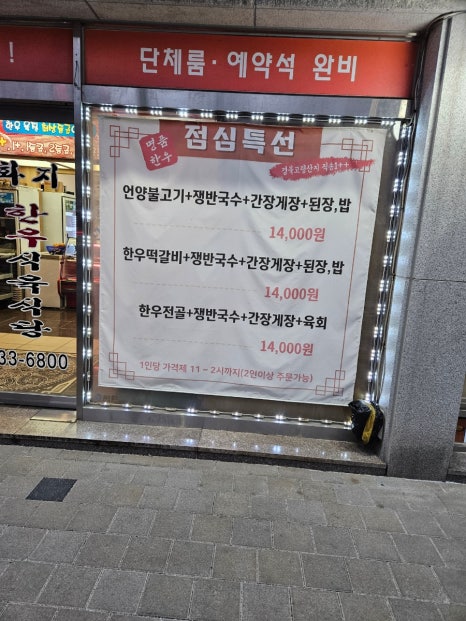 !
단체룸·예약석 완비
명품
한우
점심특선
언양불고기+쟁반국수+간장게장+된장,밥
14,000원
한우떡갈비+쟁반국수+간장게장+된장,밥
14,000원
한우전골+쟁반국수+간장게장+육회
14,000원
1인당 가격제 11 - 2시까지(2인이상 주문가능)
화지
한우식육식당
33-6800